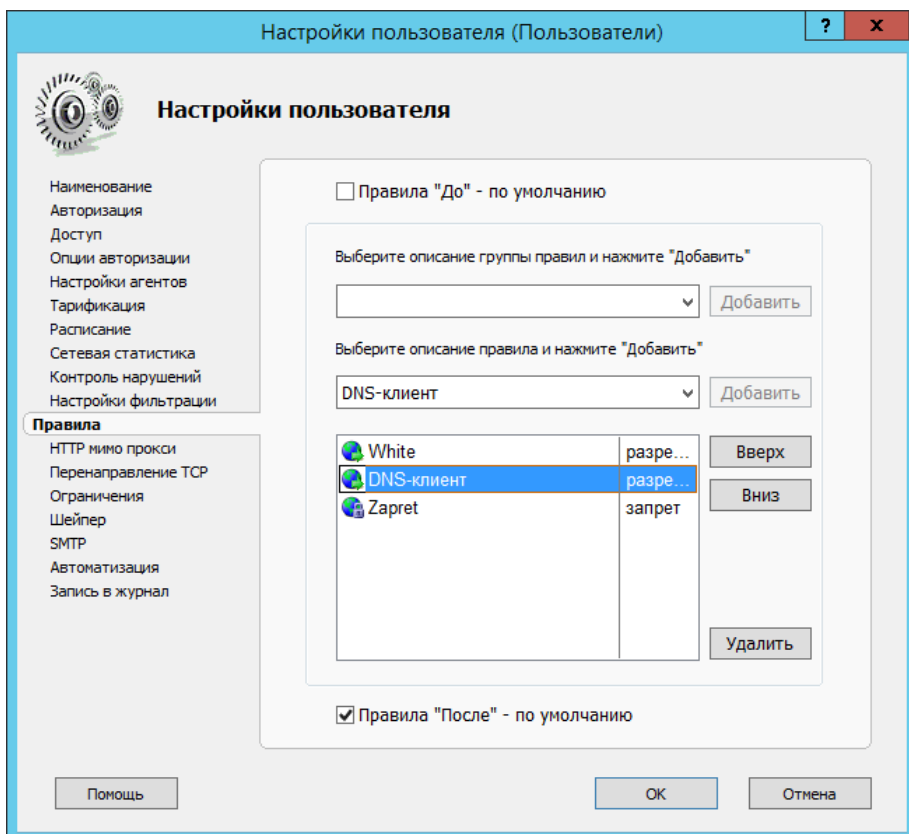 Настройки пользователя (Пользователи)
? x
Настройки пользователя
Наименование
Авторизация
Доступ
Опции авторизации
Настройки агентов
Тарификация
Расписание
Сетевая статистика
Контроль нарушений
Настройки фильтрации
Правила
HTTP мимо прокси
Перенаправление TCP
Ограничения
Шейпер
SMTP
Автоматизация
Запись в журнал
Правила "До" - по умолчанию
Выберите описание группы правил и нажмите "Добавить"
Добавить
Выберите описание правила и нажмите "Добавить"
DNS-клиент Добавить
White разре...
DNS-клиент разре...
Zapret запрет
Вверх
Вниз
Удалить
Правила "После" - по умолчанию
Помощь OK Отмена